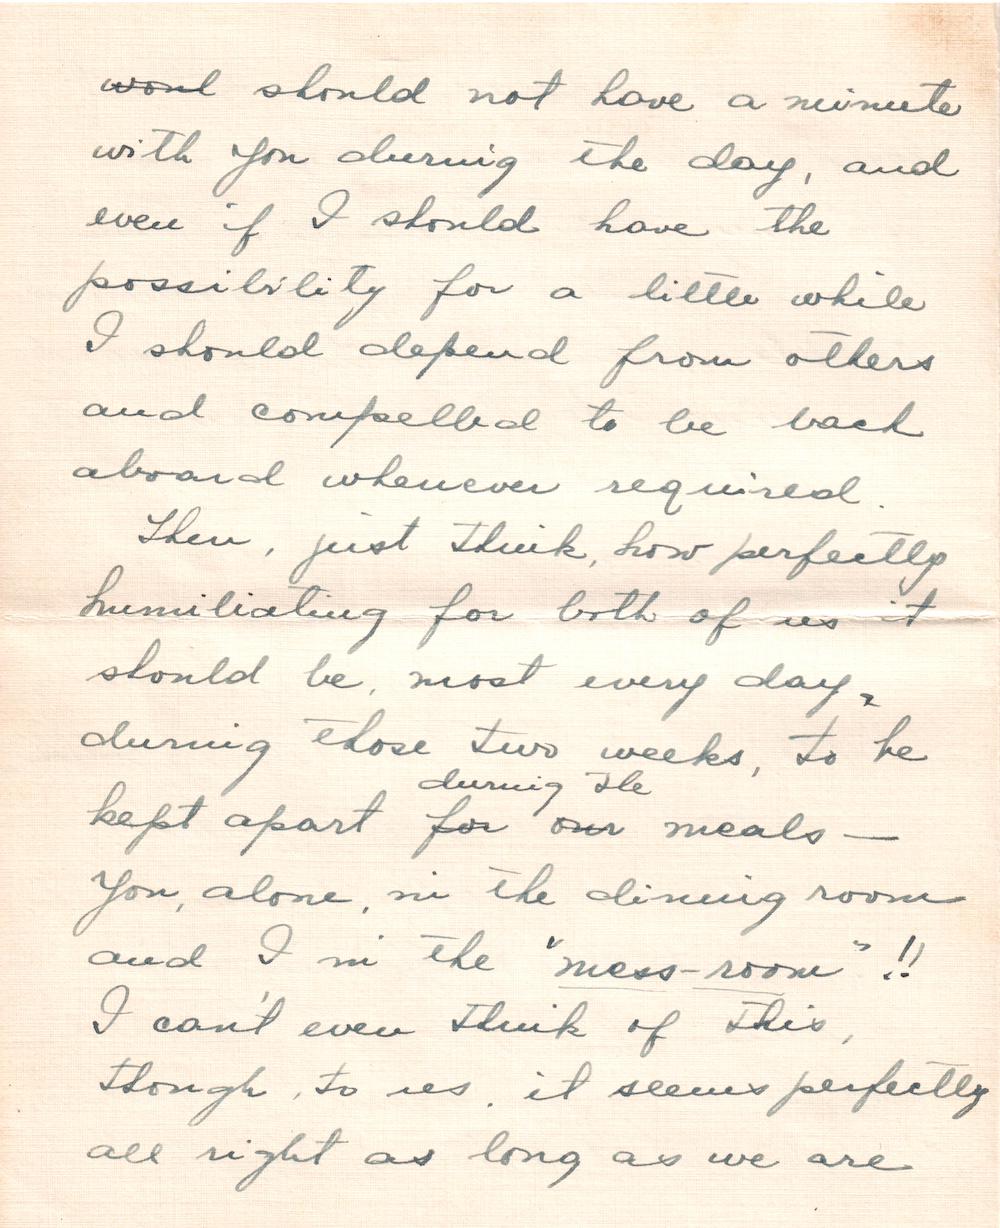 wonl should not have a minute
with you during the day, and
even if I should have the
possibility for a little while
I should depend from others
and compelled to be back
aboard whenever required.
Then, just think, how perfectly
humiliating for both of us it
should be, most every day,
during those two weeks, to be
during the
kept apart for our meals —
You, alone, in the dining room
and I in the "mess-room"!!
I can't even think of this,
though, to us, it seems perfectly
all right as long as we are